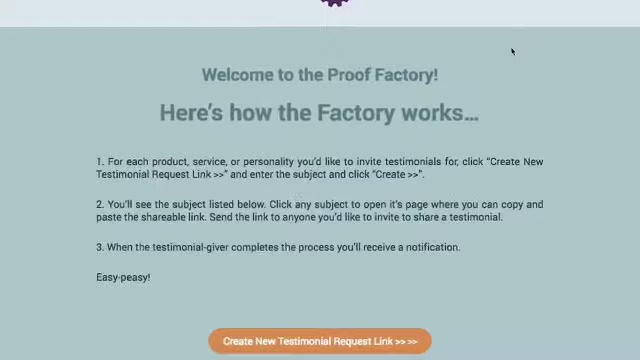 Welcome to the Proof Factory!
Here's how the Factory works…
1. For each product, service, or personality you'd like to invite testimonials for, click "Create New
Testimonial Request Link >>" and enter the subject and click "Create >>".
2. You'll see the subject listed below. Click any subject to open it's page where you can copy and
paste the shareable link. Send the link to anyone you'd like to invite to share a testimonial.
3. When the testimonial-giver completes the process you'll receive a notification.
Easy-peasy!
Create New Testimonial Request Link >> >>